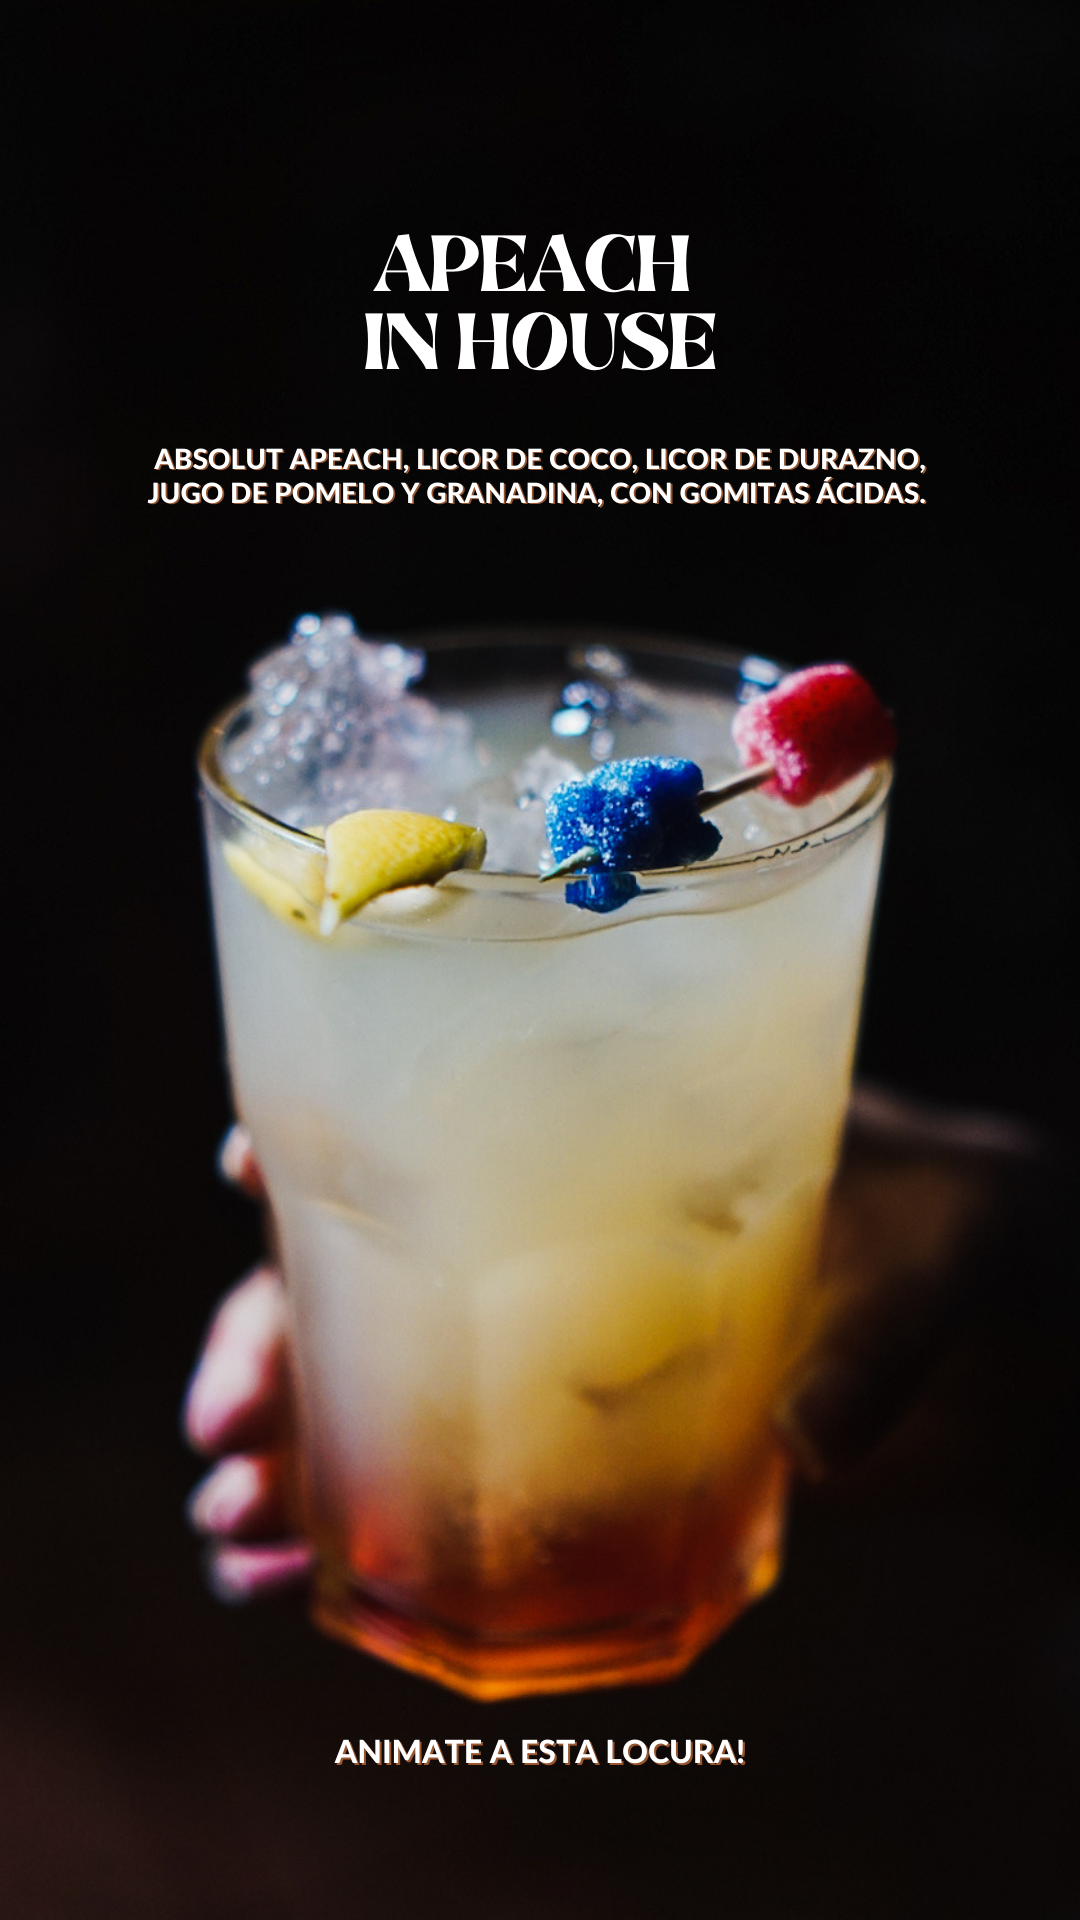 APEACH
IN HOUSE
ABSOLUT APEACH, LICOR DE COCO, LICOR DE DURAZNO,
JUGO DE POMELO Y GRANADINA, CON GOMITAS ÁCIDAS.
ANIMATE A ESTA LOCURA!